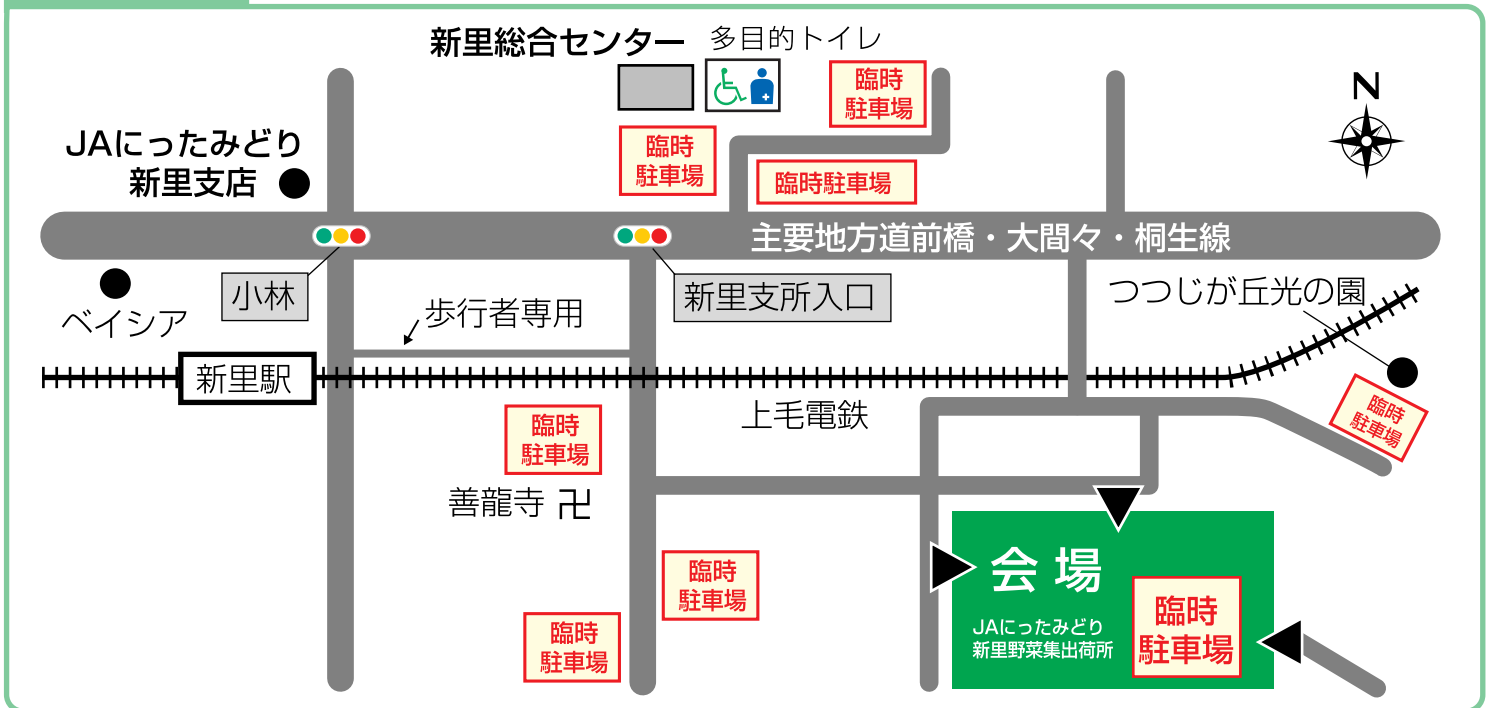 新里総合センター
多目的トイレ
臨時
駐車場
N
JAにったみどり
新里支店
臨時
駐車場
臨時駐車場
主要地方道前橋・大間々・桐生線
小林
新里支所入口
つつじが丘光の園
ベイシア
歩行者専用
新里駅
上毛電鉄
臨時
駐車場
臨時
駐車場
善龍寺 卍
会場
JAにったみどり
新里野菜集出荷所
臨時
駐車場
臨時
駐車場
臨時
駐車場